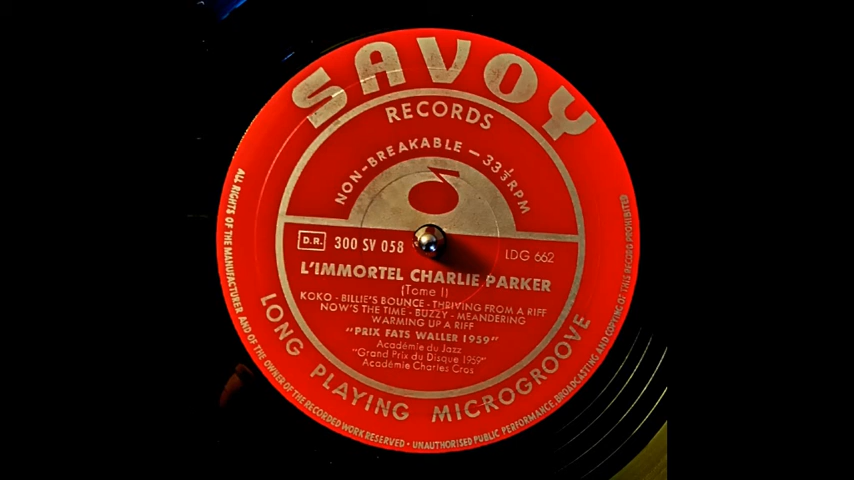 SAVOY
RECORDS
NON-BREAKABLE - 33⅓RPM
D.R. 300 SV 058
LDG 662
L'IMMORTEL CHARLIE PARKER
(Tome I)
KOKO - BILLIE'S BOUNCE - THRIVING FROM A RIFF
NOW'S THE TIME - BUZZY - MEANDERING
WARMING UP A RIFF
"PRIX FATS WALLER 1959"
Académie du Jazz
"Grand Prix du Disque 1959"
Académie Charles Cros
LONG PLAYING MICROGROOVE
ALL RIGHTS OF THE MANUFACTURER AND OF THE OWNER OF THE RECORDED WORK RESERVED • UNAUTHORISED PUBLIC PERFORMANCE, BROADCASTING AND COPYING OF THIS RECORD PROHIBITED